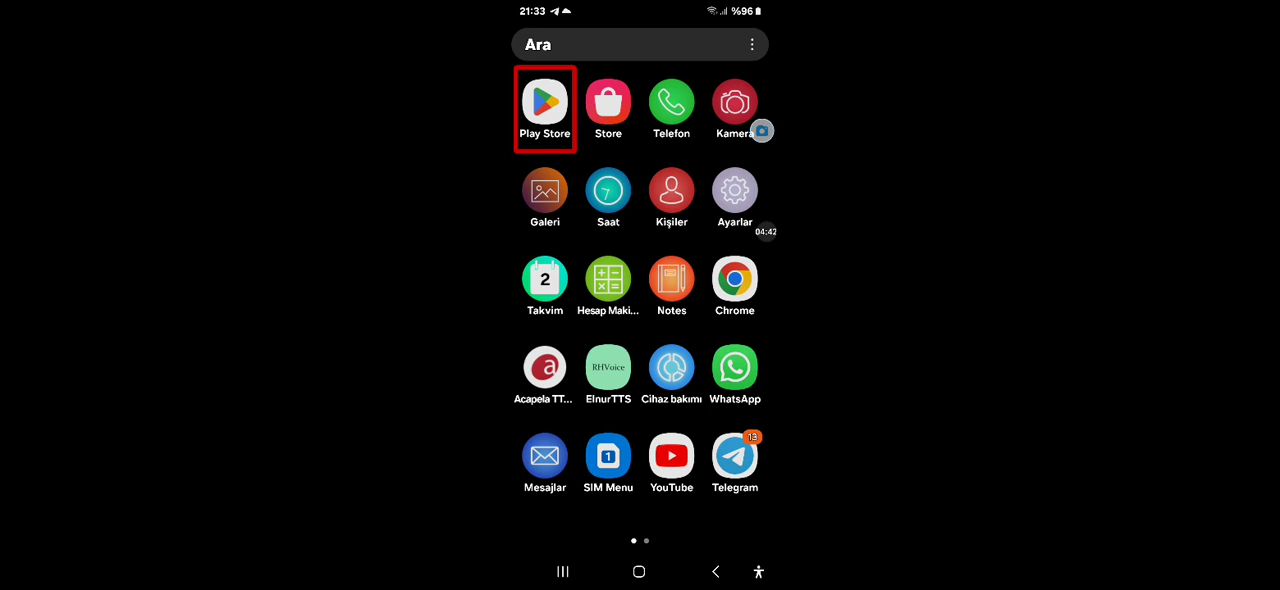 21:33 %96
Ara
Play Store Store Telefon Kamera
Galeri Saat Kişiler Ayarlar
04:42
2
Takvim Hesap Maki... Notes Chrome
a RHVoice
Acapela TT... ElnurTTS Cihaz bakımı WhatsApp
13
1
Mesajlar SIM Menu YouTube Telegram